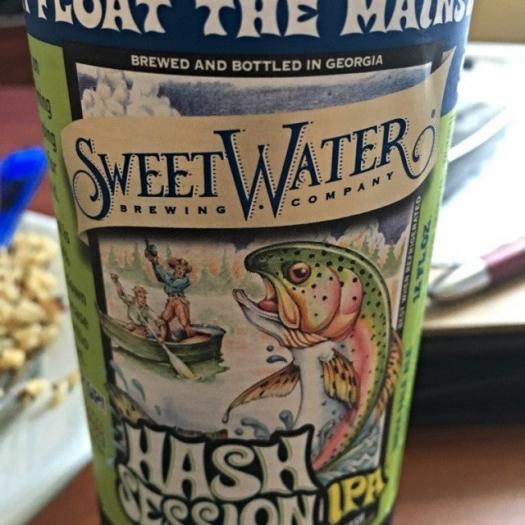 FLOAT THE MAINS
BREWED AND BOTTLED IN GEORGIA
SWEETWATER
BREWING COMPANY
12 FL. OZ.
HASH
SESSION IPA